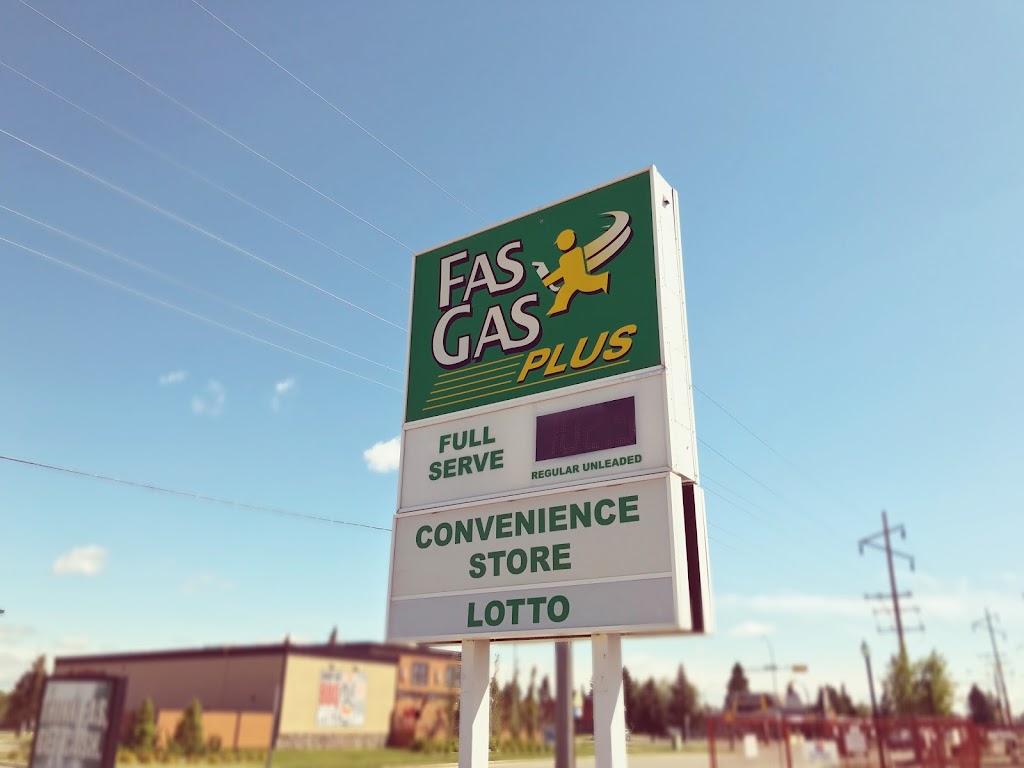 FAS
GAS
PLUS
FULL
SERVE
REGULAR UNLEADED
CONVENIENCE
STORE
LOTTO